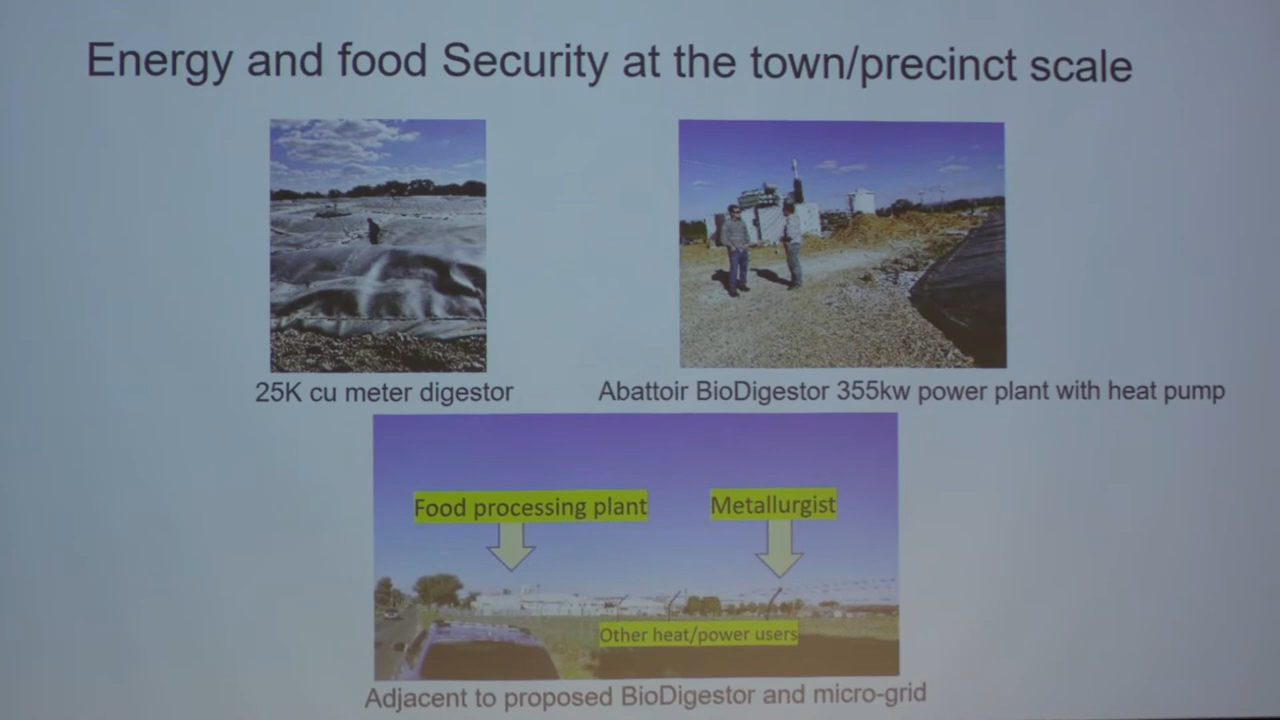 Energy and food Security at the town/precinct scale
25K cu meter digestor
Abattoir BioDigestor 355kw power plant with heat pump
Food processing plant
Metallurgist
Other heat/power users
Adjacent to proposed BioDigestor and micro-grid